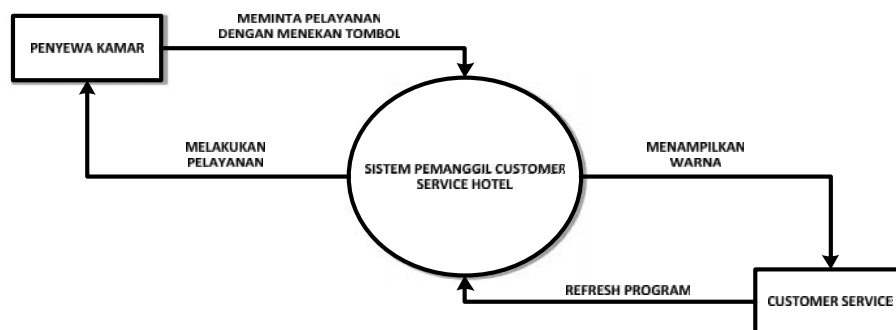 MEMINTA PELAYANAN
DENGAN MENEKAN TOMBOL
PENYEWA KAMAR
MELAKUKAN
PELAYANAN
SISTEM PEMANGGIL CUSTOMER
SERVICE HOTEL
MENAMPILKAN
WARNA
REFRESH PROGRAM
CUSTOMER SERVICE